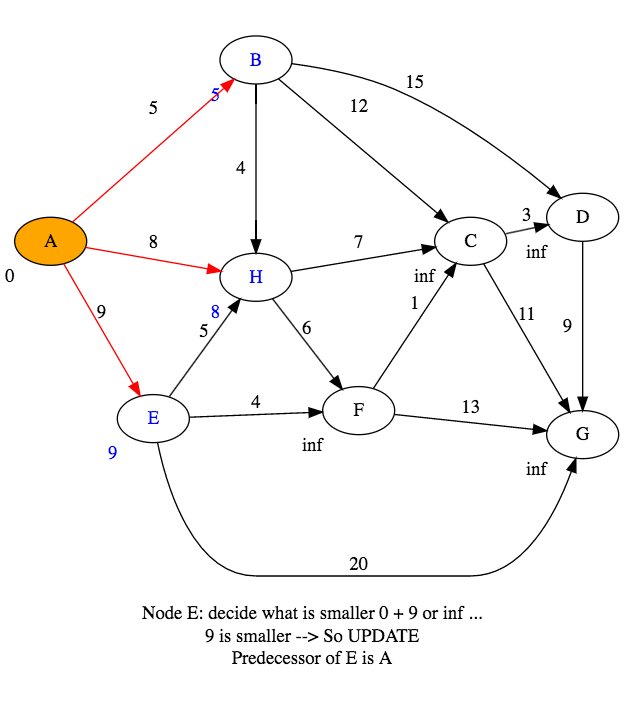 B
5
15
5
12
4
A
0
8
H
8
7
C
inf
3
D
inf
9
5
6
1
11
9
E
9
4
F
inf
13
G
inf
20
Node E: decide what is smaller 0 + 9 or inf ...
9 is smaller --> So UPDATE
Predecessor of E is A